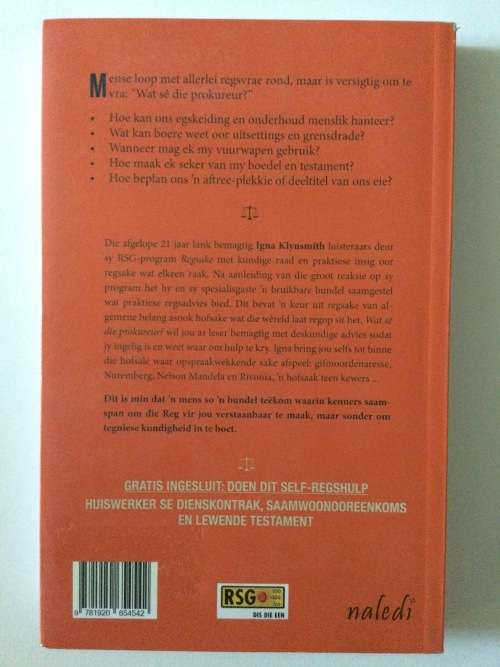 Mense loop met allerlei regsvrae rond, maar is versigtig om te
vra: "Wat sê die prokureur?"
• Hoe kan ons egskeiding en onderhoud menslik hanteer?
• Wat kan boere weet oor uitsettings en grensdrade?
• Wanneer mag ek my vuurwapen gebruik?
• Hoe maak ek seker van my boedel en testament?
• Hoe beplan ons 'n aftree-plekkie of deeltitel van ons eie?
Die afgelope 21 jaar lank bemagtig Igna Klynsmith luisteraars deur
sy RSG-program Regsake met kundige raad en praktiese insig oor
regsake wat elkeen raak. Na aanleiding van die groot reaksie op sy
program het hy en sy spesialisgaste 'n bruikbare bundel saamgestel
wat praktiese regsadvies bied. Dit bevat 'n keur uit regsake van al-
gemene belang asook hofsake wat die wêreld laat regop sit het. Wat sê
die prokureur? wil jou as leser bemagtig met deskundige advies sodat
jy ingelig is en weet waar om hulp te kry. Igna bring jou selfs tot binne
die hofsale waar opspraakwekkende sake afspeel: gifmoordenaresse,
Nuremberg, Nelson Mandela en Rivonia, 'n hofsaak teen kewers ...
Dit is min dat 'n mens so 'n bundel teëkom waarin kenners saam-
span om die Reg vir jou verstaanbaar te maak, maar sonder om
tegniese kundigheid in te boet.
GRATIS INGESLUIT: DOEN DIT SELF-REGSHULP
HUISWERKER SE DIENSKONTRAK, SAAMWOONOOREENKOMS
EN LEWENDE TESTAMENT
9 781920 654542
RSG
DIS DIE EEN
naledi